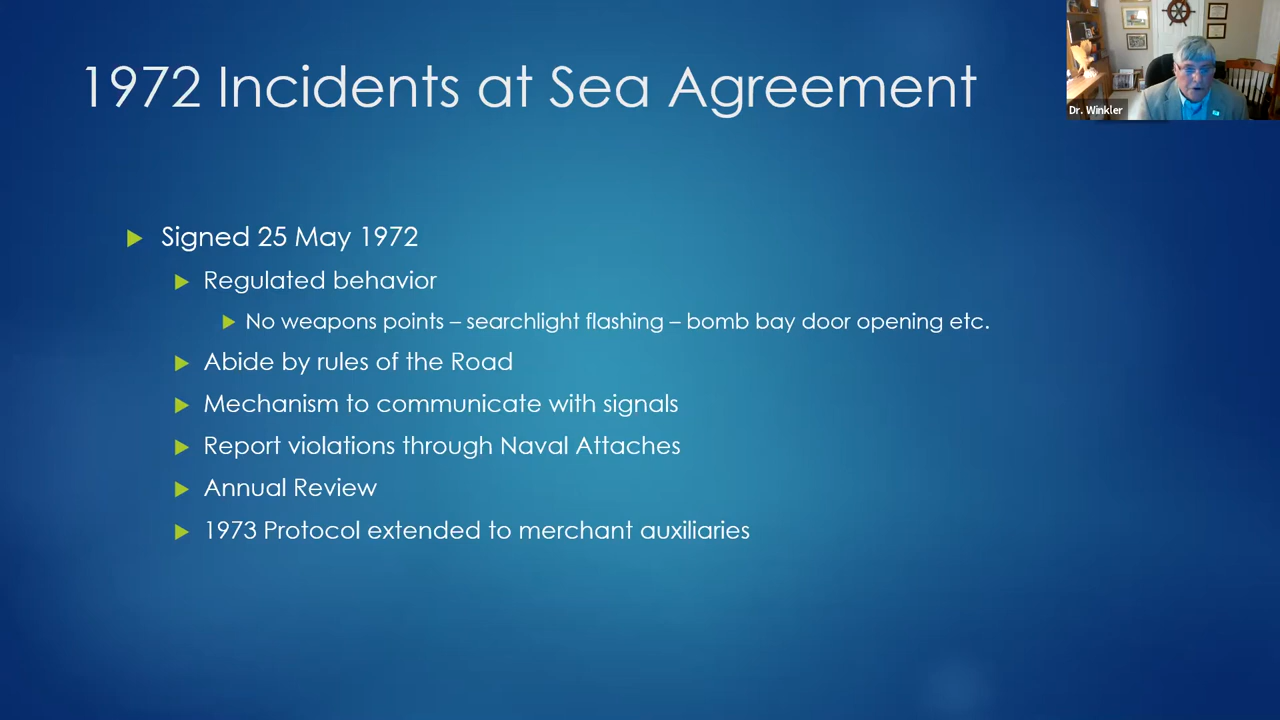 1972 Incidents at Sea Agreement
Dr. Winkler
Signed 25 May 1972
Regulated behavior
No weapons points – searchlight flashing – bomb bay door opening etc.
Abide by rules of the Road
Mechanism to communicate with signals
Report violations through Naval Attaches
Annual Review
1973 Protocol extended to merchant auxiliaries